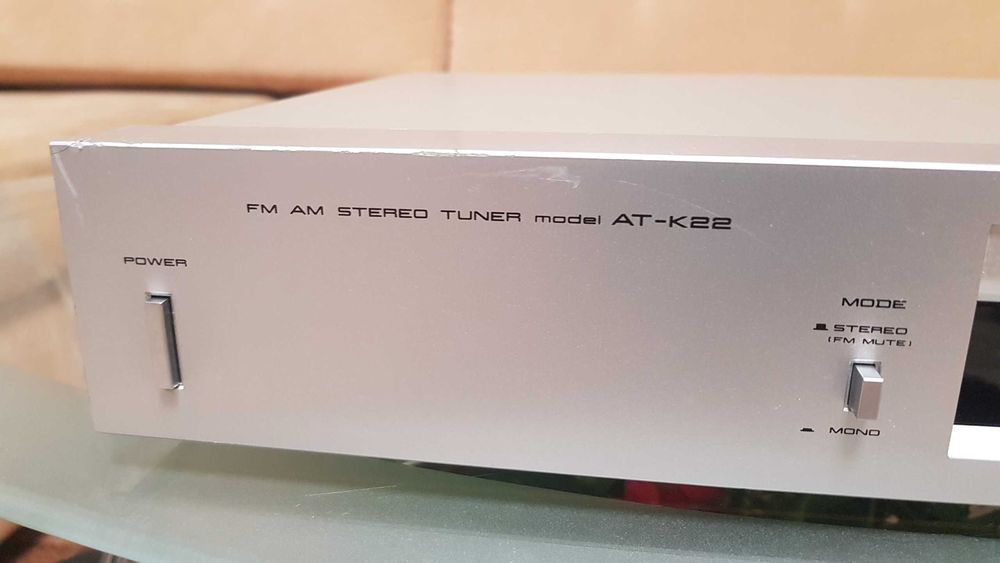 FM AM STEREO TUNER model AT-K22
POWER
MODE
STEREO
(FM MUTE)
MONO